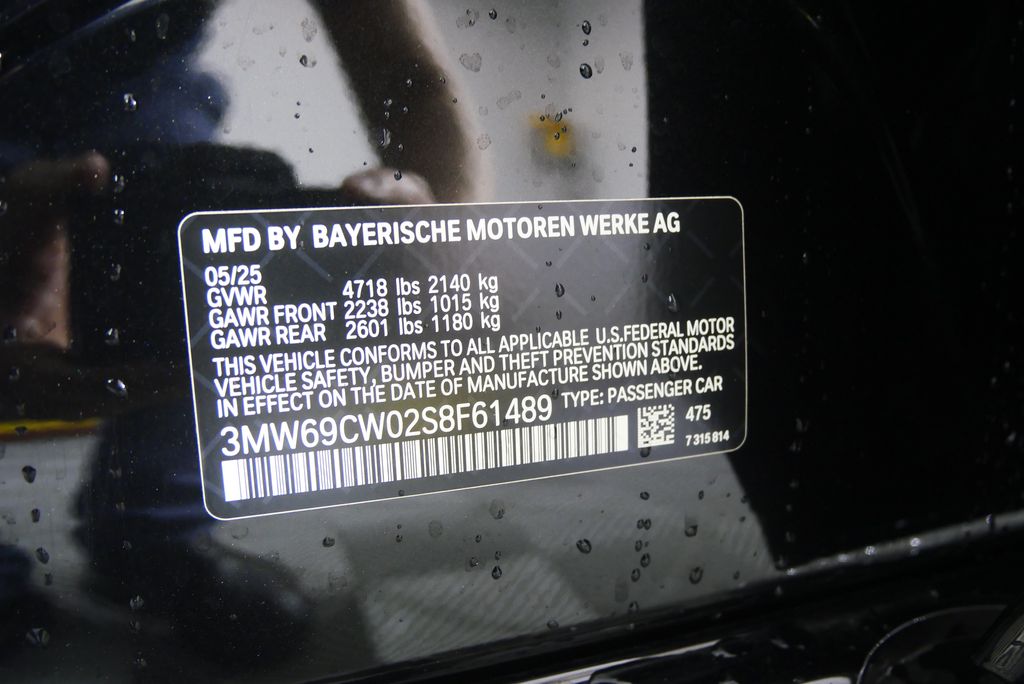 MFD BY BAYERISCHE MOTOREN WERKE AG
05/25
GVWR 4718 lbs 2140 kg
GAWR FRONT 2238 lbs 1015 kg
GAWR REAR 2601 lbs 1180 kg
THIS VEHICLE CONFORMS TO ALL APPLICABLE U.S.FEDERAL MOTOR
VEHICLE SAFETY, BUMPER AND THEFT PREVENTION STANDARDS
IN EFFECT ON THE DATE OF MANUFACTURE SHOWN ABOVE.
3MW69CW02S8F61489 TYPE: PASSENGER CAR
475
7 315 814